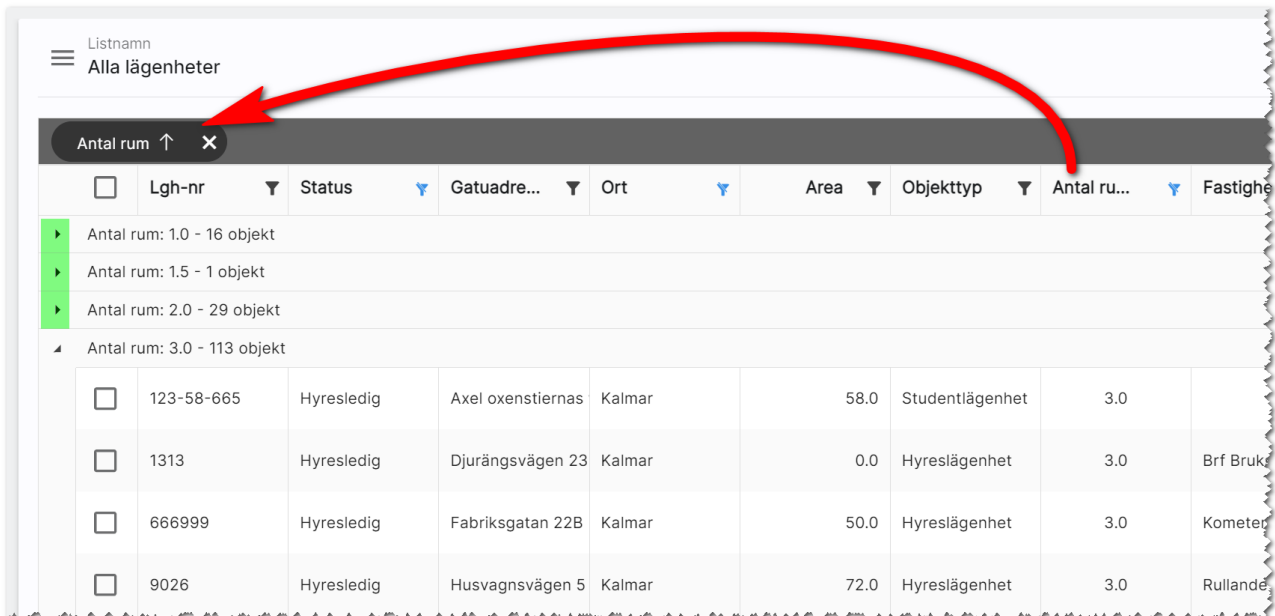 Listnamn
Alla lägenheter
Antal rum ↑ ×
Lgh-nr Status Gatuadre... Ort Area Objekttyp Antal ru... Fastighe
Antal rum: 1.0 - 16 objekt
Antal rum: 1.5 - 1 objekt
Antal rum: 2.0 - 29 objekt
Antal rum: 3.0 - 113 objekt
123-58-665 Hyresledig Axel oxenstiernas Kalmar 58.0 Studentlägenhet 3.0
1313 Hyresledig Djurängsvägen 23 Kalmar 0.0 Hyreslägenhet 3.0 Brf Bruks
666999 Hyresledig Fabriksgatan 22B Kalmar 50.0 Hyreslägenhet 3.0 Kometen
9026 Hyresledig Husvagnsvägen 5 Kalmar 72.0 Hyreslägenhet 3.0 Rullande